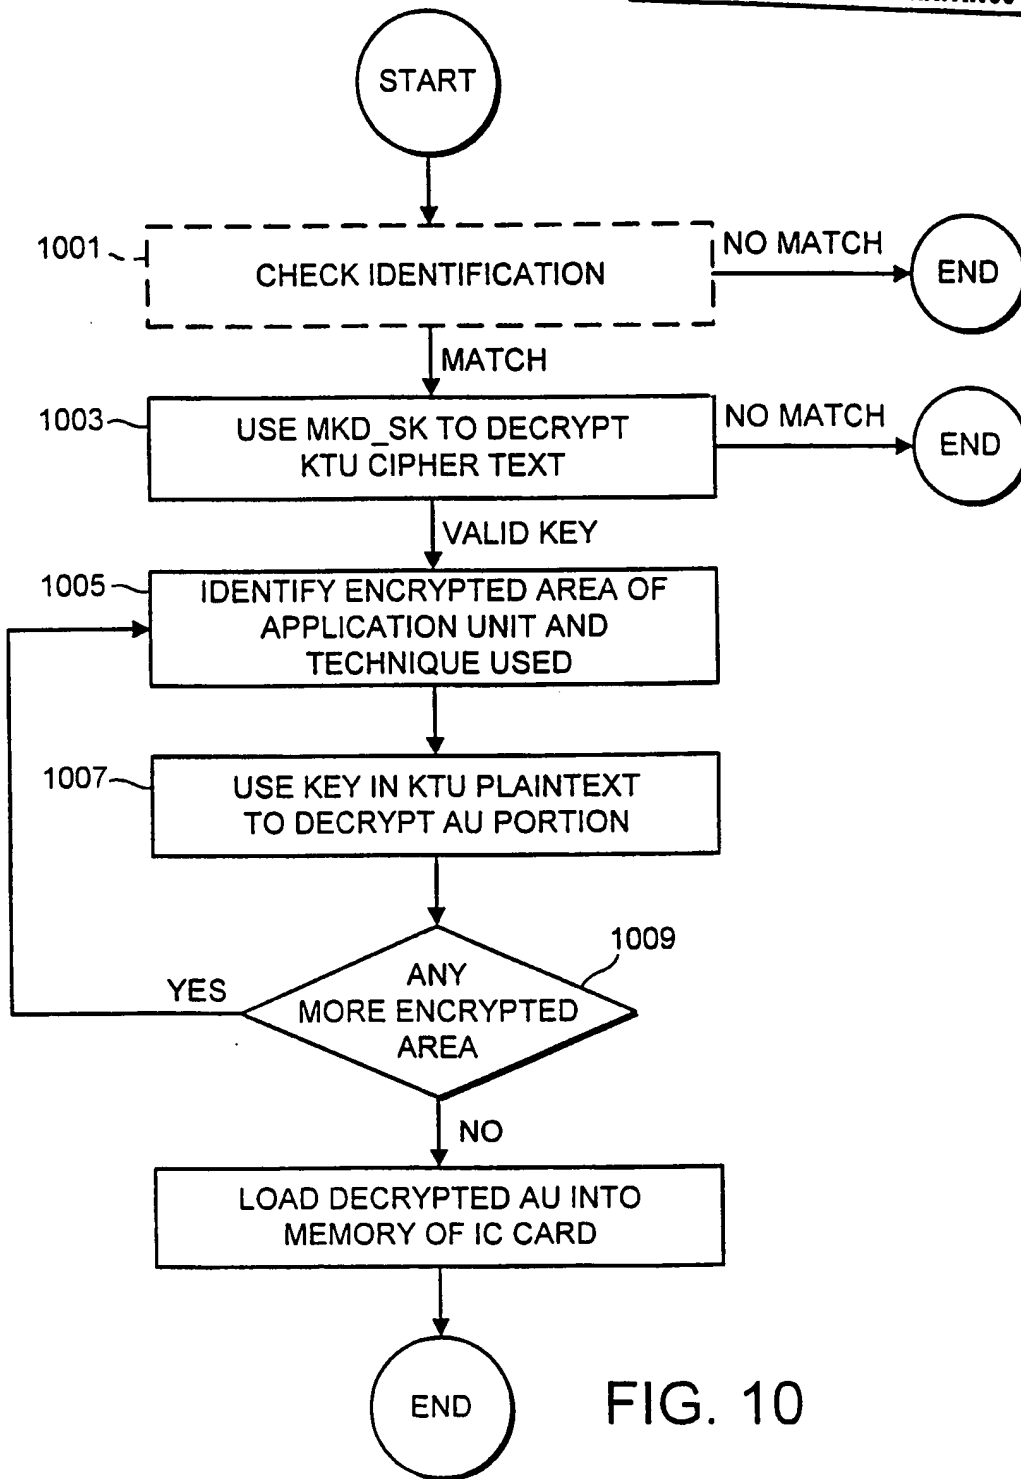 START
1001
CHECK IDENTIFICATION
NO MATCH
END
MATCH
1003
USE MKD_SK TO DECRYPT
KTU CIPHER TEXT
NO MATCH
END
VALID KEY
1005
IDENTIFY ENCRYPTED AREA OF
APPLICATION UNIT AND
TECHNIQUE USED
1007
USE KEY IN KTU PLAINTEXT
TO DECRYPT AU PORTION
1009
ANY
MORE ENCRYPTED
AREA
YES
NO
LOAD DECRYPTED AU INTO
MEMORY OF IC CARD
END
FIG. 10